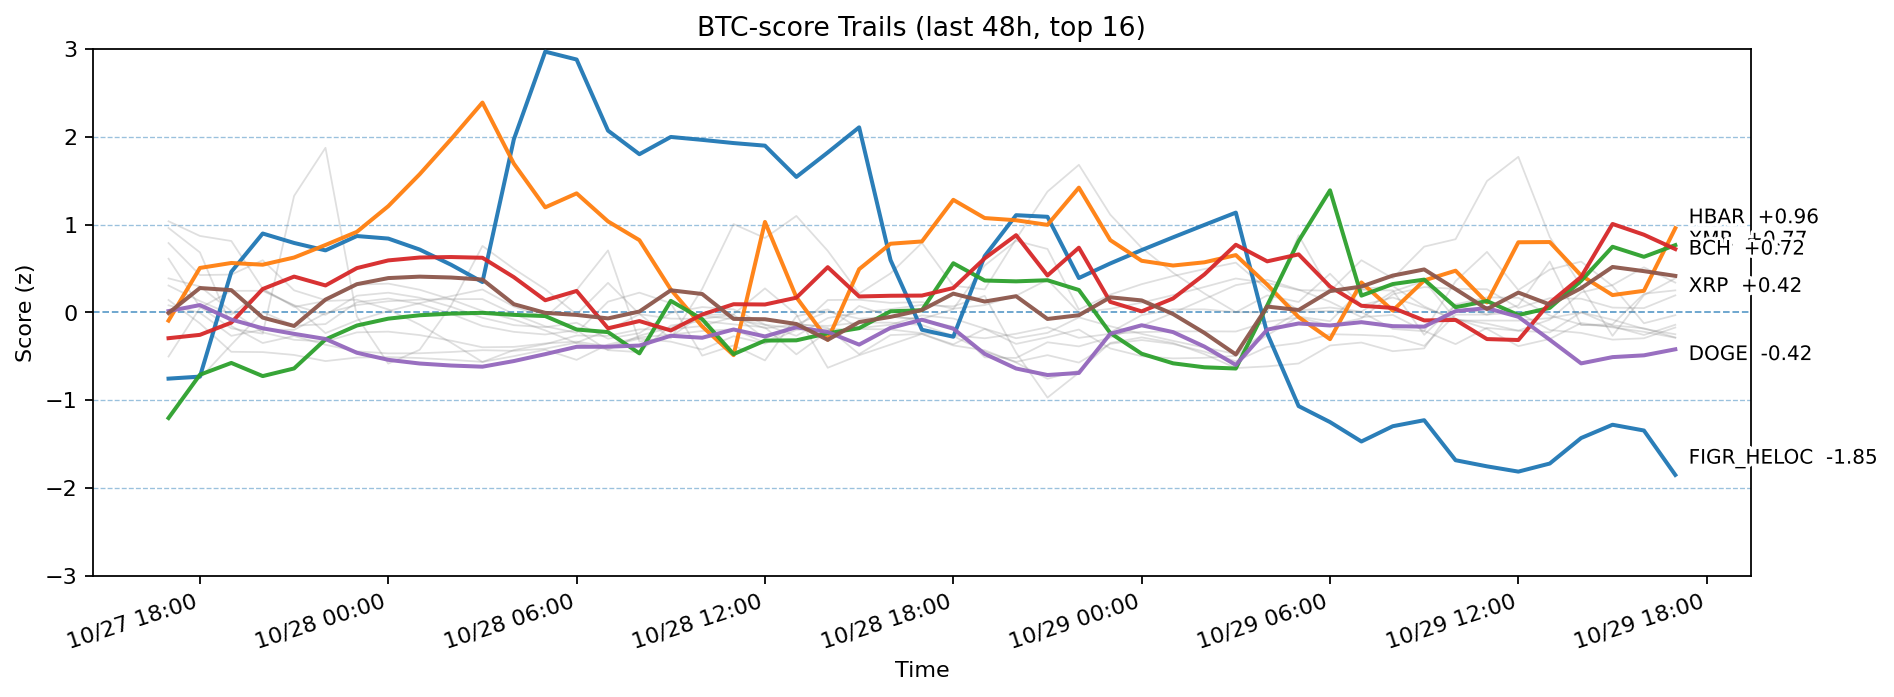 BTC-score Trails (last 48h, top 16)
Score (z)
3
2
1
0
−1
−2
−3
HBAR +0.96
+0.77
BCH +0.72
XRP +0.42
DOGE -0.42
FIGR_HELOC -1.85
10/27 18:00
10/28 00:00
10/28 06:00
10/28 12:00
10/28 18:00
10/29 00:00
10/29 06:00
10/29 12:00
10/29 18:00
Time